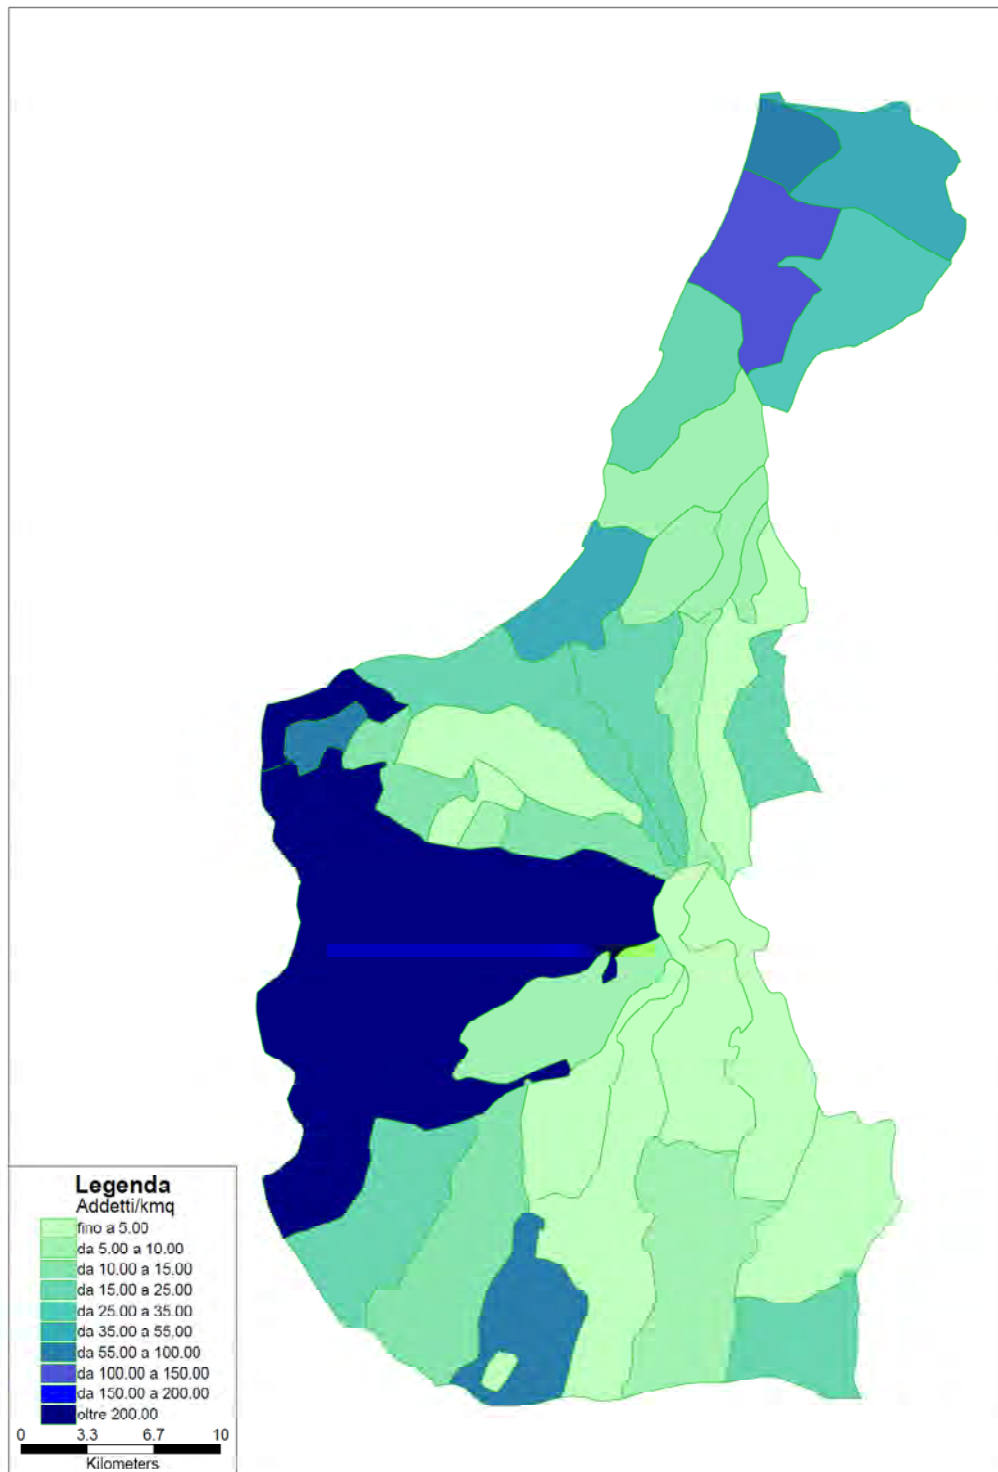 Legenda
Addetti/kmq
fino a 5.00
da 5.00 a 10.00
da 10.00 a 15.00
da 15.00 a 25.00
da 25.00 a 35.00
da 35.00 a 55.00
da 55.00 a 100.00
da 100.00 a 150.00
da 150.00 a 200.00
oltre 200.00
0 3.3 6.7 10
Kilometers